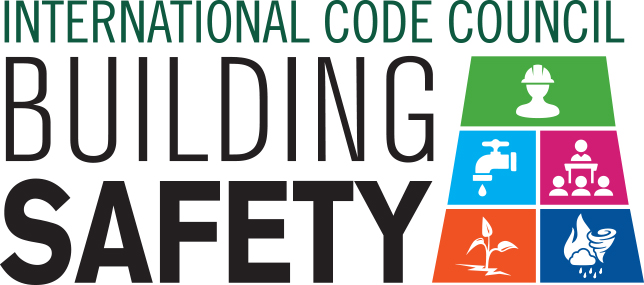 INTERNATIONAL CODE COUNCIL
BUILDING
SAFETY